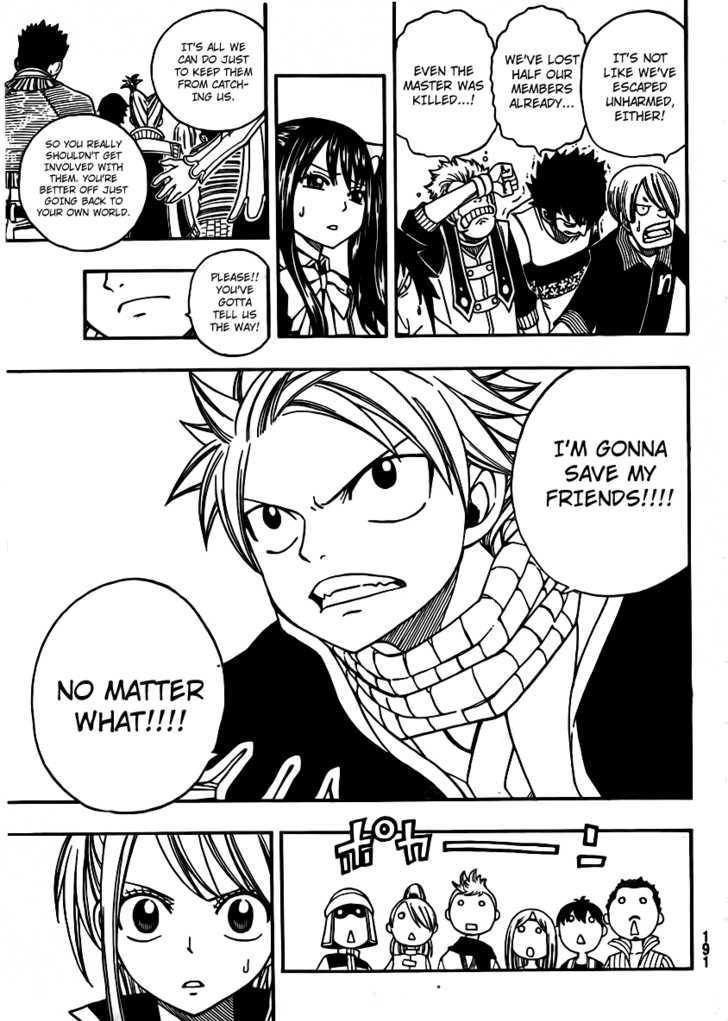 IT'S NOT
LIKE WE'VE
ESCAPED
UNHARMED,
EITHER!
WE'VE LOST
HALF OUR
MEMBERS
ALREADY...
EVEN THE
MASTER WAS
KILLED...!
IT'S ALL WE
CAN DO JUST
TO KEEP THEM
FROM CATCH-
ING US.
SO YOU REALLY
SHOULDN'T GET
INVOLVED WITH
THEM. YOU'RE
BETTER OFF JUST
GOING BACK TO
YOUR OWN WORLD.
PLEASE!!
YOU'VE
GOTTA
TELL US
THE WAY!
I'M GONNA
SAVE MY
FRIENDS!!!!
NO MATTER
WHAT!!!!
ポカーン
191